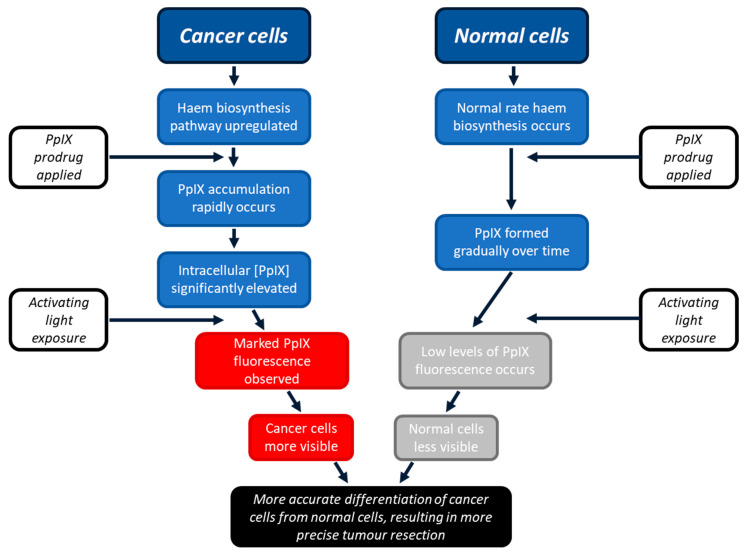 Cancer cells
Normal cells
Haem biosynthesis
pathway upregulated
Normal rate haem
biosynthesis occurs
PpIX
prodrug
applied
PpIX
prodrug
applied
PpIX accumulation
rapidly occurs
PpIX formed
gradually over time
Intracellular [PpIX]
significantly elevated
Activating
light
exposure
Activating
light
exposure
Marked PpIX
fluorescence
observed
Low levels of PpIX
fluorescence occurs
Cancer cells
more visible
Normal cells
less visible
More accurate differentiation of cancer
cells from normal cells, resulting in more
precise tumour resection